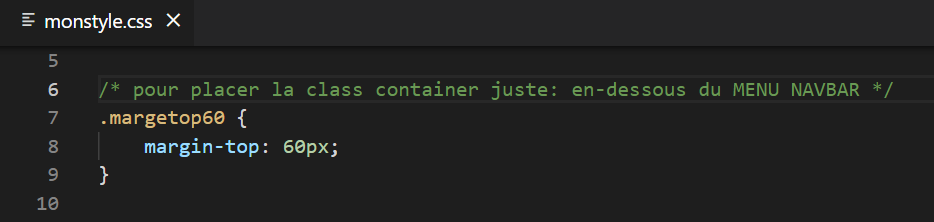 monstyle.css
5
6 /* pour placer la class container juste: en-dessous du MENU NAVBAR */
7 .margetop60 {
8 margin-top: 60px;
9 }
10